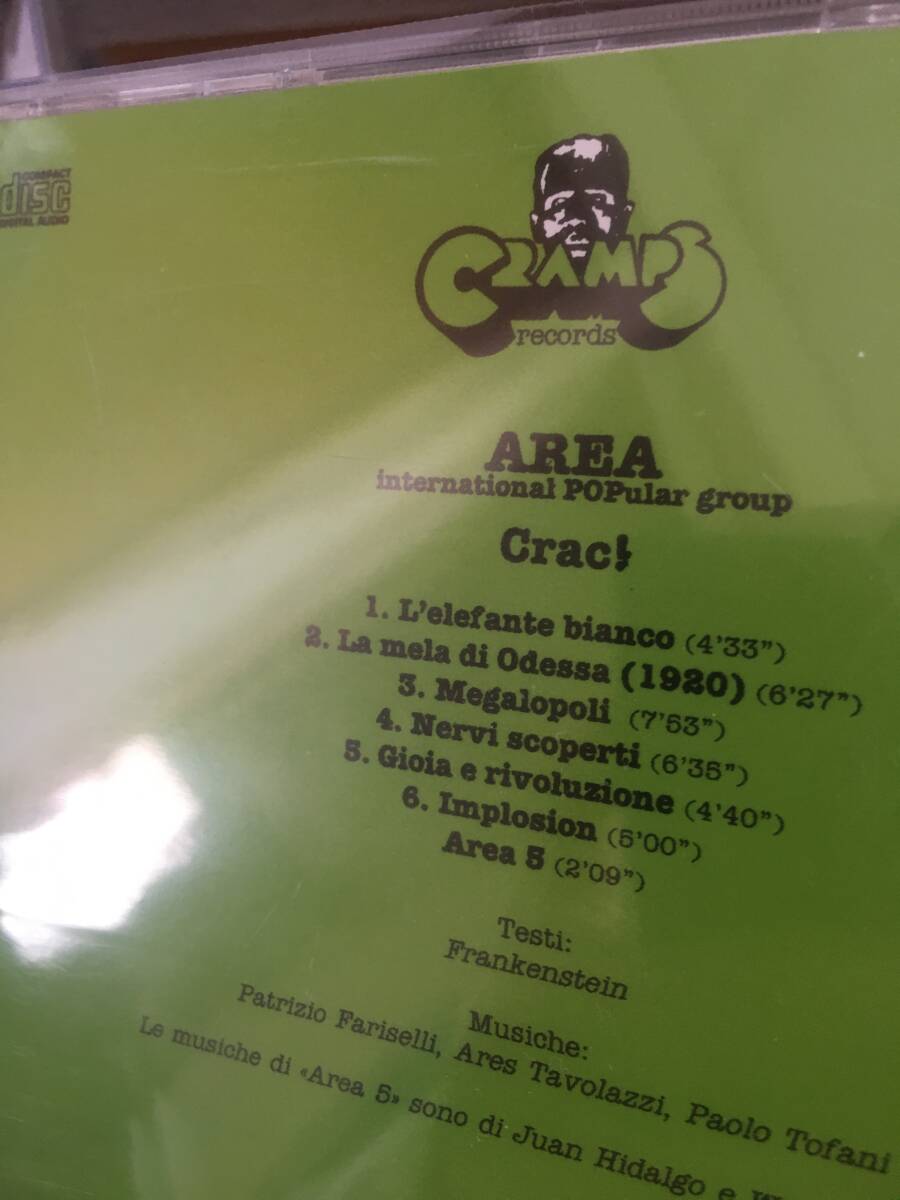 COMPACT
disc
DIGITAL AUDIO
CRAMPS
records
AREA
international POPular group
Crac!
1. L'elefante bianco (4'33")
2. La mela di Odessa (1920) (6'27")
3. Megalopoli (7'53")
4. Nervi scoperti (6'35")
5. Gioia e rivoluzione (4'40")
6. Implosion (5'00")
Area 5 (2'09")
Testi:
Frankenstein
Musiche:
Patrizio Fariselli, Ares Tavolazzi, Paolo Tofani
Le musiche di «Area 5» sono di Juan Hidalgo e